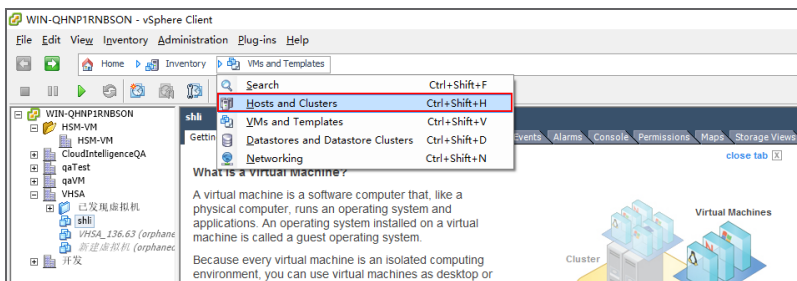 WIN-QHNP1RNBSON - vSphere Client
File Edit View Inventory Administration Plug-ins Help
Home Inventory VMs and Templates
Search Ctrl+Shift+F
Hosts and Clusters Ctrl+Shift+H
VMs and Templates Ctrl+Shift+V
Datastores and Datastore Clusters Ctrl+Shift+D
Networking Ctrl+Shift+N
WIN-QHNP1RNBSON
HSM-VM
HSM-VM
CloudIntelligenceQA
qaTest
qaVM
VHSA
已发现虚拟机
shli
VHSA_136.63 (orphane
新建虚拟机 (orphanec
开发
shli
Gettin
Events Alarms Console Permissions Maps Storage Views
close tab
What is a Virtual Machine?
A virtual machine is a software computer that, like a
physical computer, runs an operating system and
applications. An operating system installed on a virtual
machine is called a guest operating system.
Because every virtual machine is an isolated computing
environment, you can use virtual machines as desktop or
Virtual Machines
Cluster